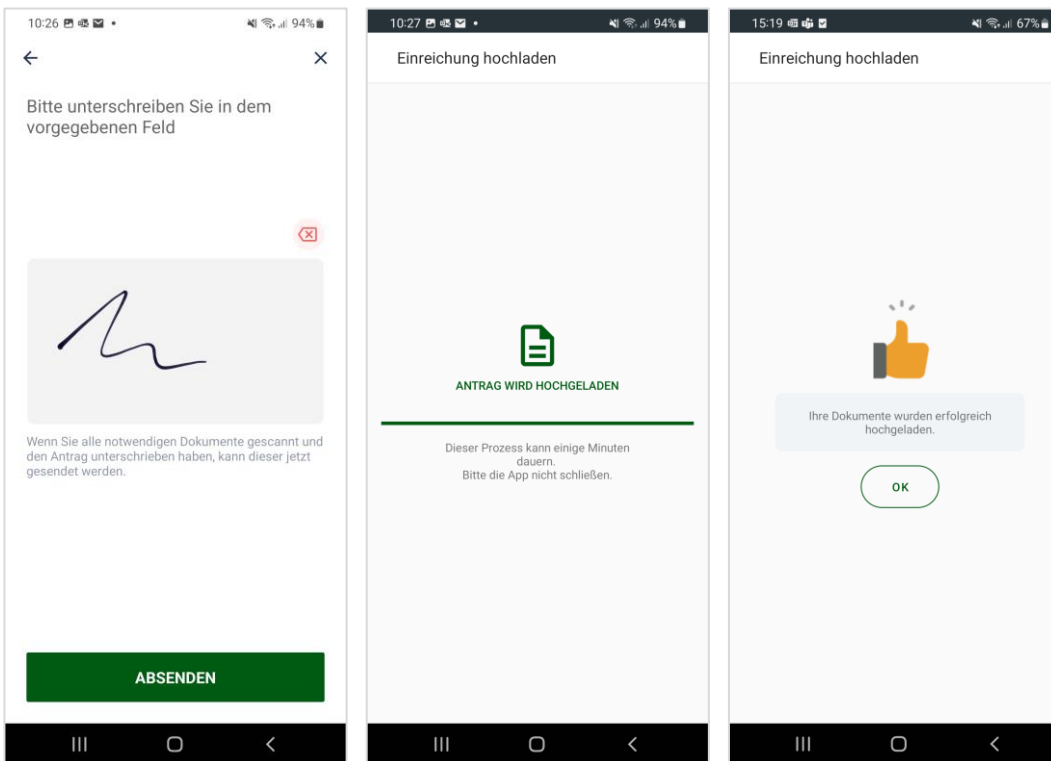 10:26
94%
Bitte unterschreiben Sie in dem
vorgegebenen Feld
Wenn Sie alle notwendigen Dokumente gescannt und
den Antrag unterschrieben haben, kann dieser jetzt
gesendet werden.
ABSENDEN
10:27
94%
Einreichung hochladen
ANTRAG WIRD HOCHGELADEN
Dieser Prozess kann einige Minuten
dauern.
Bitte die App nicht schließen.
15:19
67%
Einreichung hochladen
Ihre Dokumente wurden erfolgreich
hochgeladen.
OK